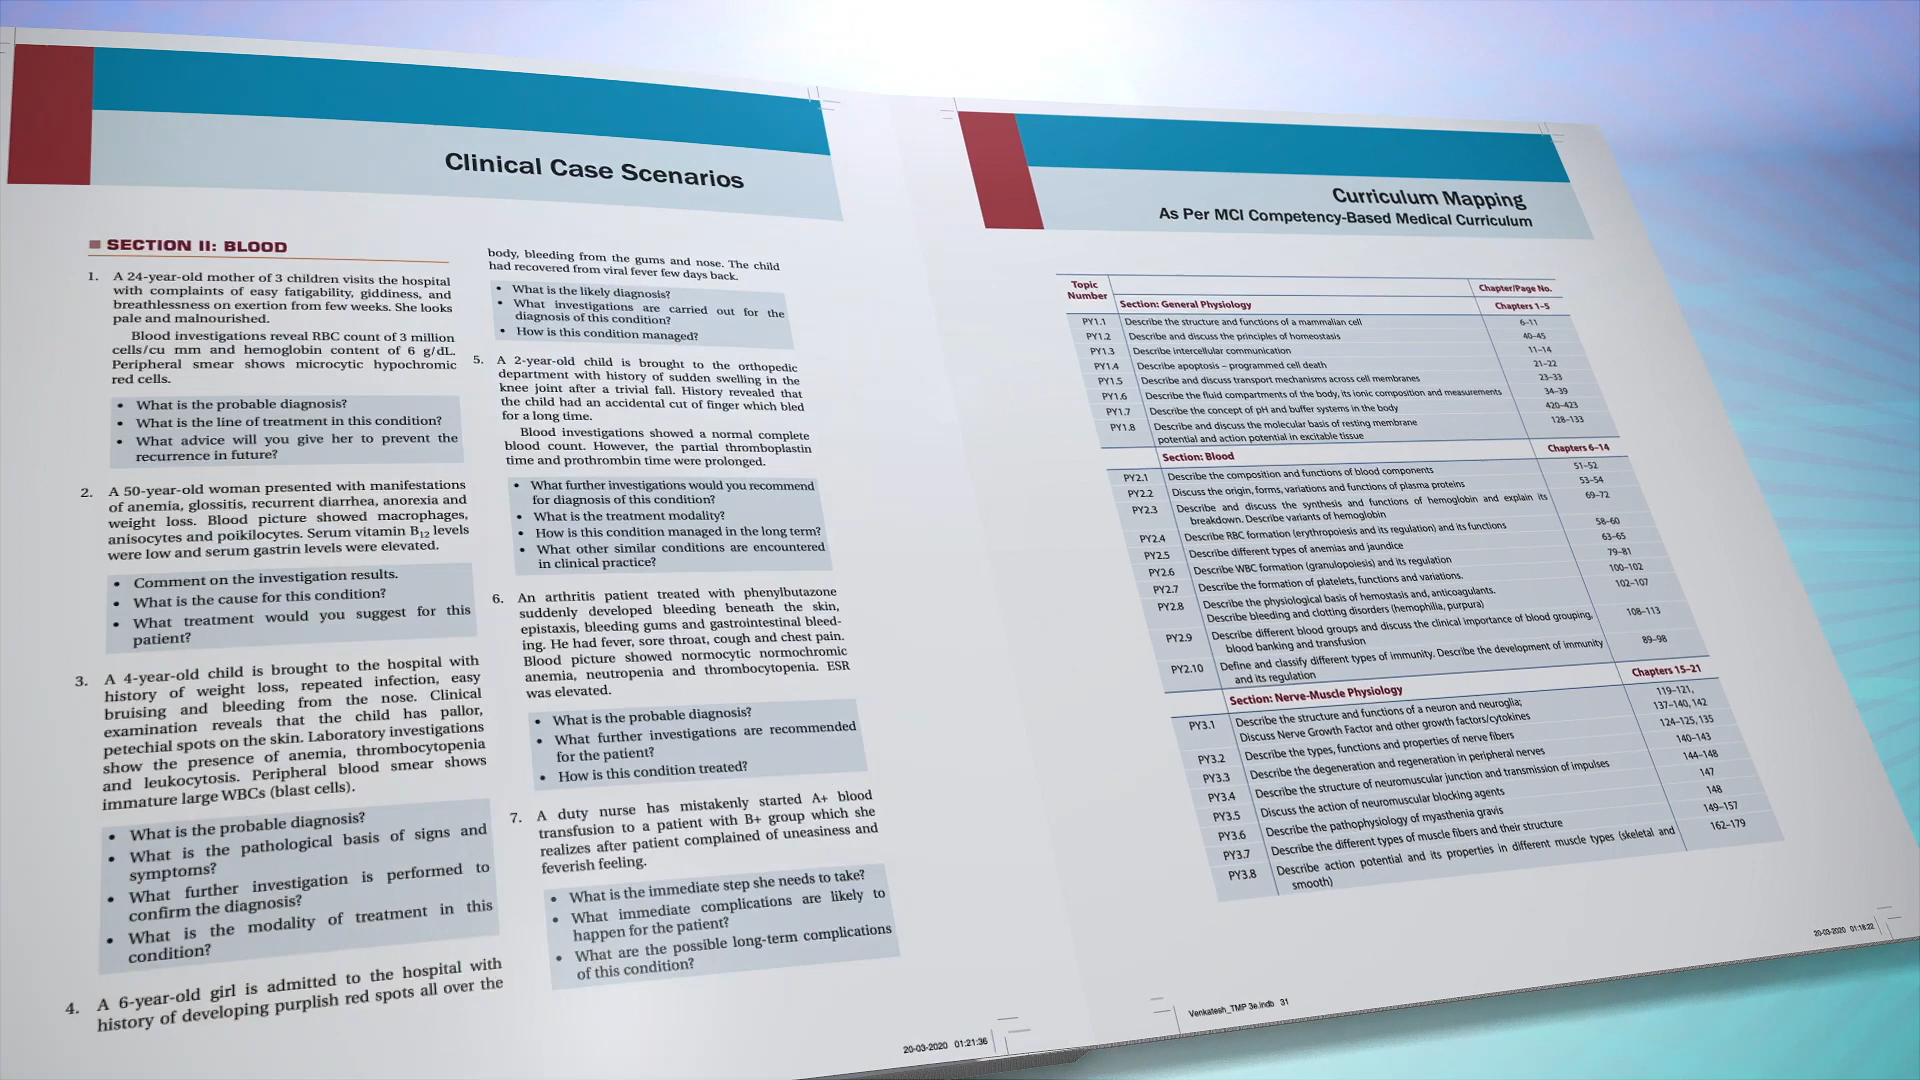 Clinical Case Scenarios
SECTION II: BLOOD
1. A 24-year-old mother of 3 children visits the hospital
with complaints of easy fatigability, giddiness, and
breathlessness on exertion from few weeks. She looks
pale and malnourished.
Blood investigations reveal RBC count of 3 million
cells/cu mm and hemoglobin content of 6 g/dL.
Peripheral smear shows microcytic hypochromic
red cells.
• What is the probable diagnosis?
• What is the line of treatment in this condition?
• What advice will you give her to prevent the
recurrence in future?
2. A 50-year-old woman presented with manifestations
of anemia, glossitis, recurrent diarrhea, anorexia and
weight loss. Blood picture showed macrophages,
anisocytes and poikilocytes. Serum vitamin B₁₂ levels
were low and serum gastrin levels were elevated.
• Comment on the investigation results.
• What is the cause for this condition?
• What treatment would you suggest for this
patient?
3. A 4-year-old child is brought to the hospital with
history of weight loss, repeated infection, easy
bruising and bleeding from the nose. Clinical
examination reveals that the child has pallor,
petechial spots on the skin. Laboratory investigations
show the presence of anemia, thrombocytopenia
and leukocytosis. Peripheral blood smear shows
immature large WBCs (blast cells).
• What is the probable diagnosis?
• What is the pathological basis of signs and
symptoms?
• What further investigation is performed to
confirm the diagnosis?
• What is the modality of treatment in this
condition?
4. A 6-year-old girl is admitted to the hospital with
history of developing purplish red spots all over the
body, bleeding from the gums and nose. The child
had recovered from viral fever few days back.
• What is the likely diagnosis?
• What investigations are carried out for the
diagnosis of this condition?
• How is this condition managed?
5. A 2-year-old child is brought to the orthopedic
department with history of sudden swelling in the
knee joint after a trivial fall. History revealed that
the child had an accidental cut of finger which bled
for a long time.
Blood investigations showed a normal complete
blood count. However, the partial thromboplastin
time and prothrombin time were prolonged.
• What further investigations would you recommend
for diagnosis of this condition?
• What is the treatment modality?
• How is this condition managed in the long term?
• What other similar conditions are encountered
in clinical practice?
6. An arthritis patient treated with phenylbutazone
suddenly developed bleeding beneath the skin,
epistaxis, bleeding gums and gastrointestinal bleed-
ing. He had fever, sore throat, cough and chest pain.
Blood picture showed normocytic normochromic
anemia, neutropenia and thrombocytopenia. ESR
was elevated.
• What is the probable diagnosis?
• What further investigations are recommended
for the patient?
• How is this condition treated?
7. A duty nurse has mistakenly started A+ blood
transfusion to a patient with B+ group which she
realizes after patient complained of uneasiness and
feverish feeling.
• What is the immediate step she needs to take?
• What immediate complications are likely to
happen for the patient?
• What are the possible long-term complications
of this condition?
20-03-2020 01:21:36
Curriculum Mapping
As Per MCI Competency-Based Medical Curriculum
Topic Number Chapter/Page No.
Section: General Physiology Chapters 1–5
PY1.1 Describe the structure and functions of a mammalian cell 6–11
PY1.2 Describe and discuss the principles of homeostasis 40–45
PY1.3 Describe intercellular communication 11–14
PY1.4 Describe apoptosis – programmed cell death 21–22
PY1.5 Describe and discuss transport mechanisms across cell membranes 23–33
PY1.6 Describe the fluid compartments of the body, its ionic composition and measurements 34–39
PY1.7 Describe the concept of pH and buffer systems in the body 420–423
PY1.8 Describe and discuss the molecular basis of resting membrane 128–133
potential and action potential in excitable tissue
Section: Blood Chapters 6–14
PY2.1 Describe the composition and functions of blood components 51–52
PY2.2 Discuss the origin, forms, variations and functions of plasma proteins 53–54
PY2.3 Describe and discuss the synthesis and functions of hemoglobin and explain its 69–72
breakdown. Describe variants of hemoglobin
PY2.4 Describe RBC formation (erythropoiesis and its regulation) and its functions 58–60
PY2.5 Describe different types of anemias and jaundice 63–65
PY2.6 Describe WBC formation (granulopoiesis) and its regulation 79–81
PY2.7 Describe the formation of platelets, functions and variations. 100–102
PY2.8 Describe the physiological basis of hemostasis and, anticoagulants. 102–107
Describe bleeding and clotting disorders (hemophilia, purpura)
PY2.9 Describe different blood groups and discuss the clinical importance of blood grouping, 108–113
blood banking and transfusion
PY2.10 Define and classify different types of immunity. Describe the development of immunity 89–98
and its regulation
Section: Nerve-Muscle Physiology Chapters 15–21
PY3.1 Describe the structure and functions of a neuron and neuroglia; 119–121,
Discuss Nerve Growth Factor and other growth factors/cytokines 137–140, 142
PY3.2 Describe the types, functions and properties of nerve fibers 124–125, 135
PY3.3 Describe the degeneration and regeneration in peripheral nerves 140–143
PY3.4 Describe the structure of neuromuscular junction and transmission of impulses 144–148
PY3.5 Discuss the action of neuromuscular blocking agents 147
PY3.6 Describe the pathophysiology of myasthenia gravis 148
PY3.7 Describe the different types of muscle fibers and their structure 149–157
PY3.8 Describe action potential and its properties in different muscle types (skeletal and 162–179
smooth)
Venkatesh_TMP 3e.indb 31
20-03-2020 01:18:22